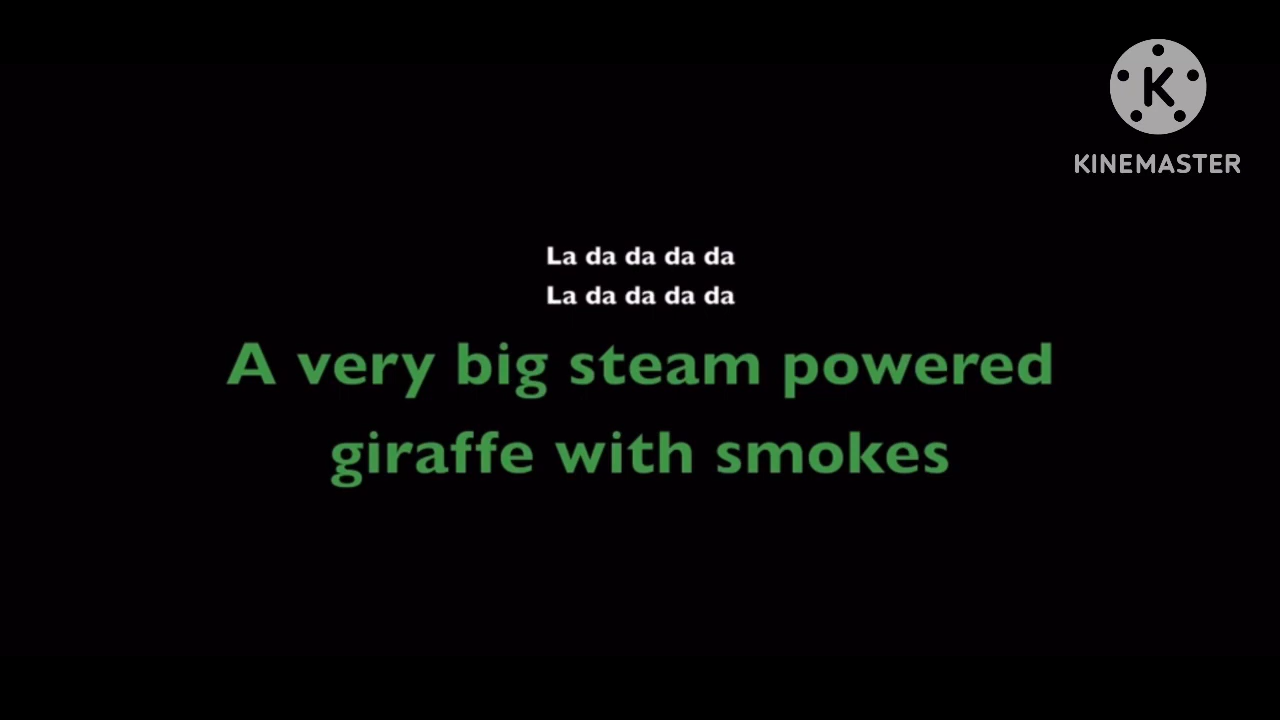 K
KINEMASTER
La da da da da
La da da da da
A very big steam powered
giraffe with smokes